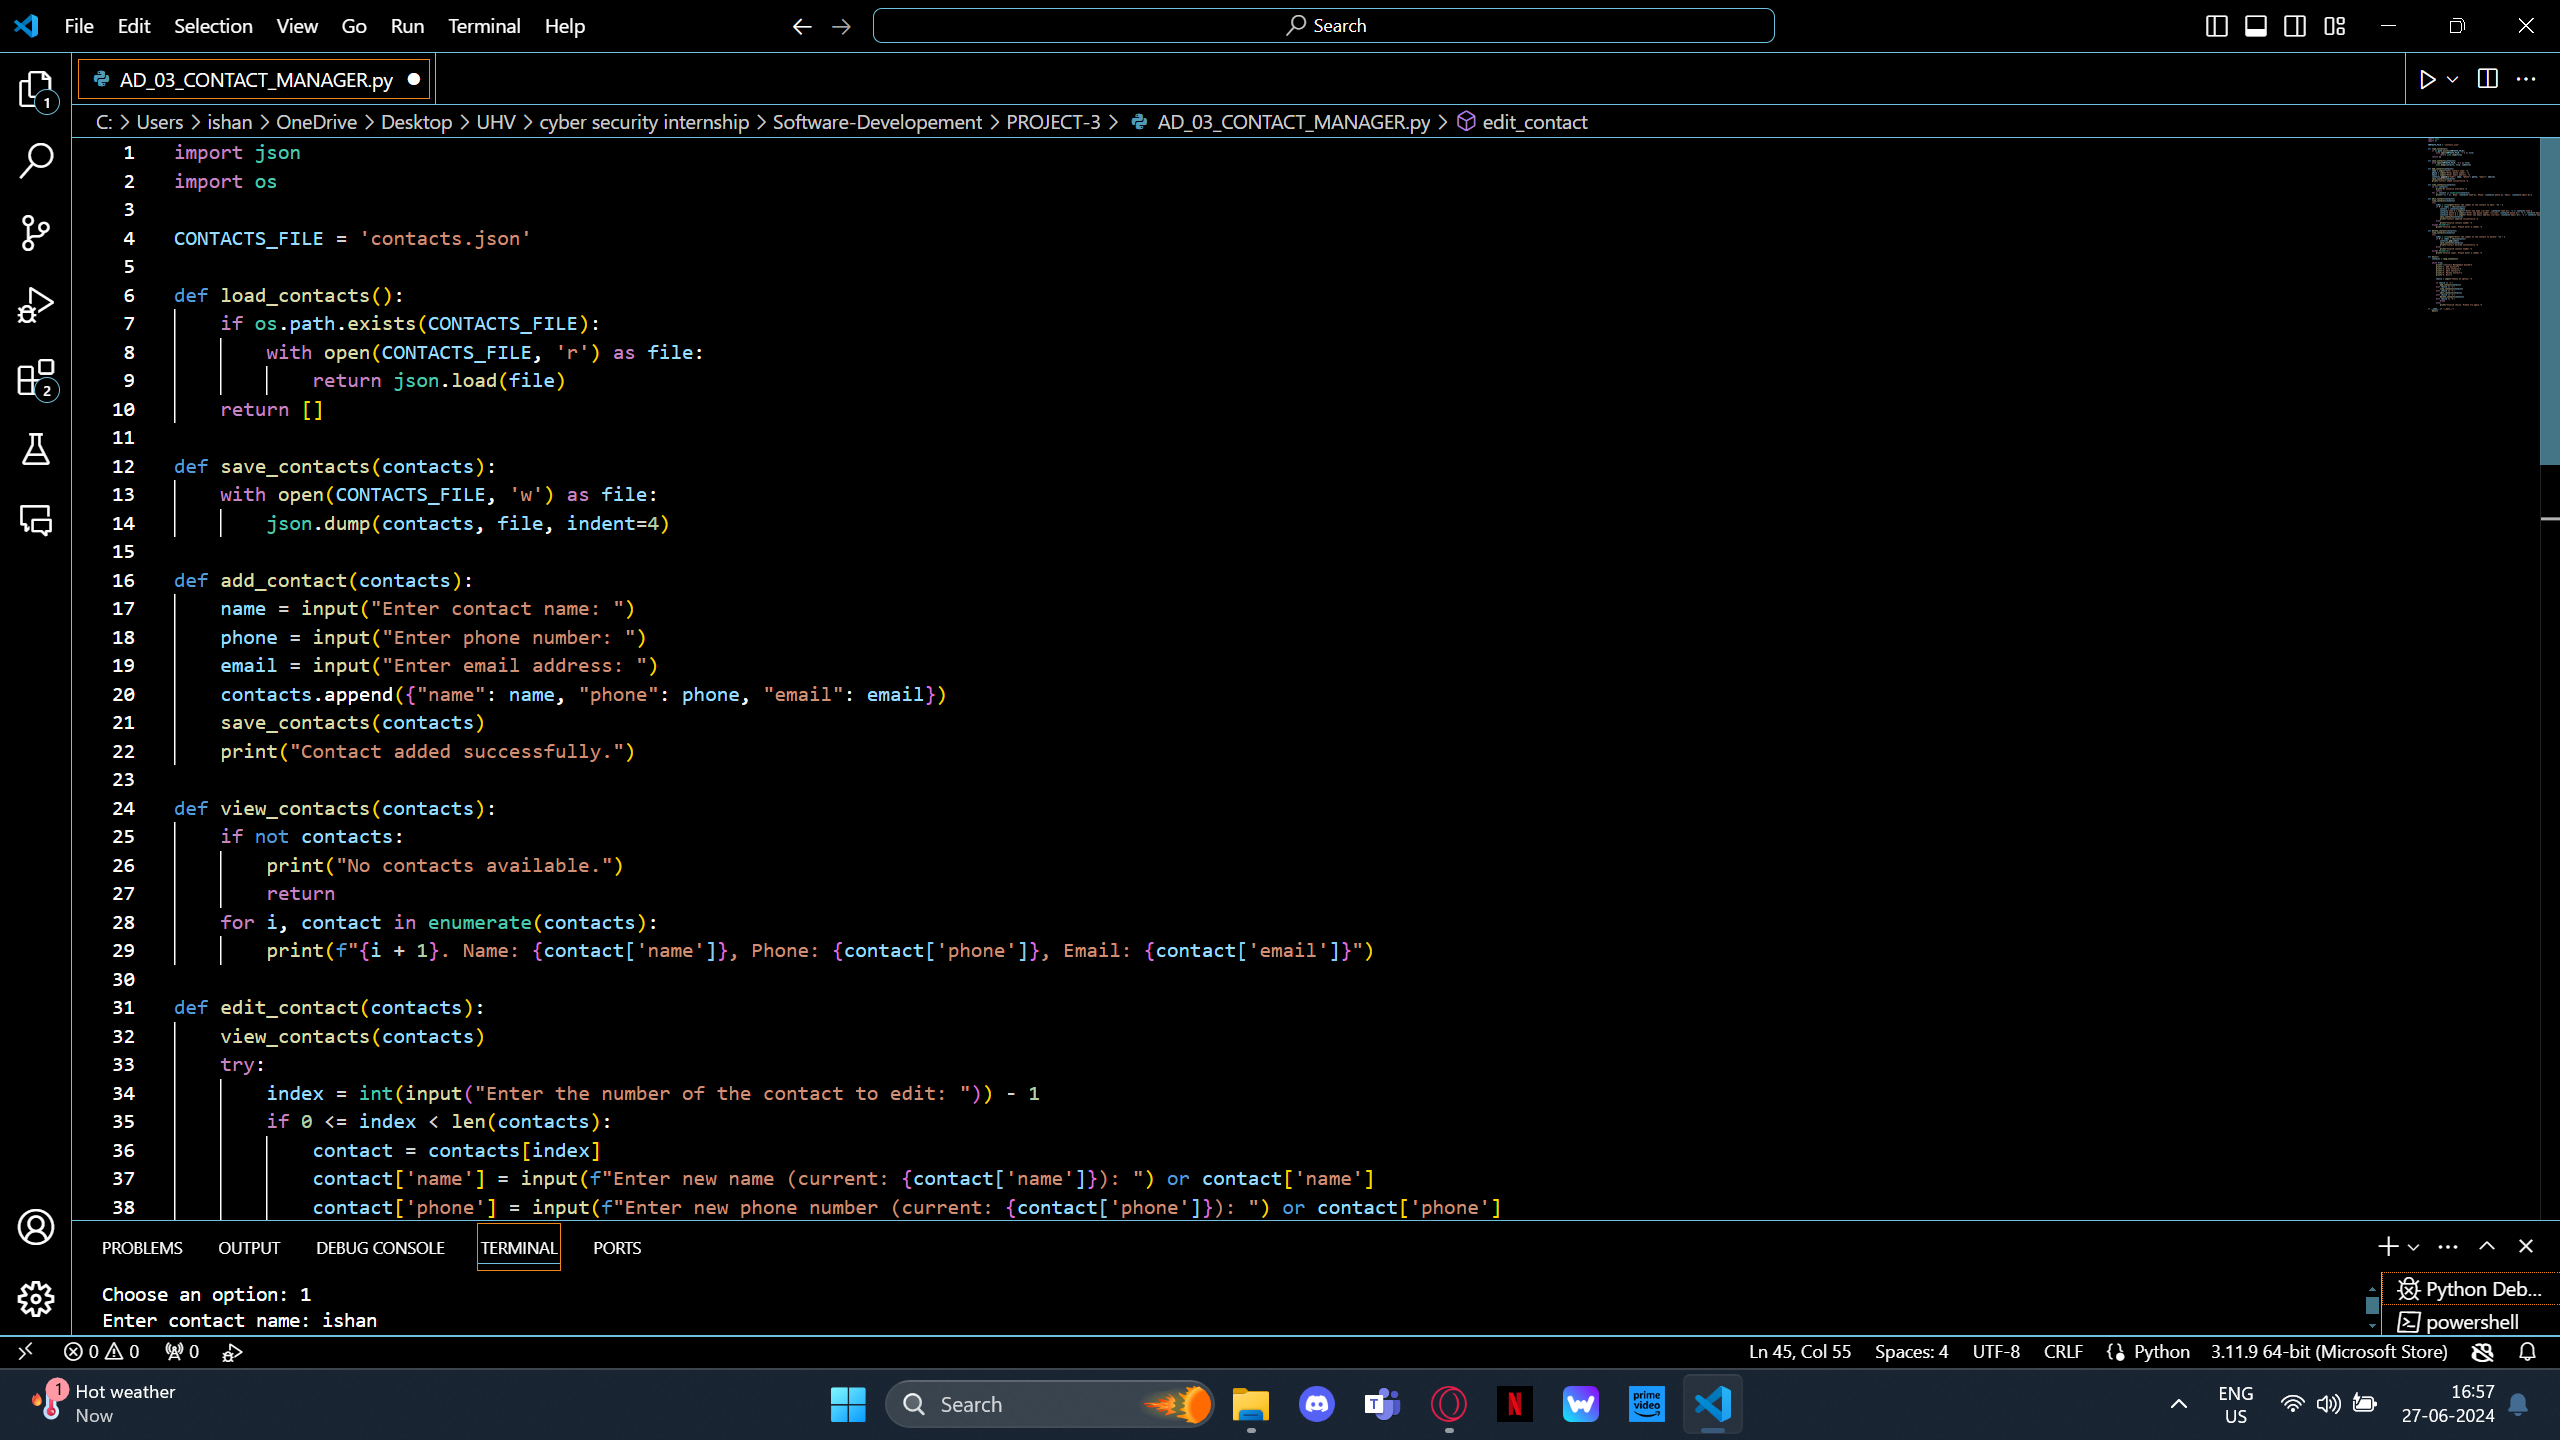 File Edit Selection View Go Run Terminal Help
Search
AD_03_CONTACT_MANAGER.py
C: > Users > ishan > OneDrive > Desktop > UHV > cyber security internship > Software-Developement > PROJECT-3 > AD_03_CONTACT_MANAGER.py > edit_contact
1
2
1 import json
2 import os
3
4 CONTACTS_FILE = 'contacts.json'
5
6 def load_contacts():
7     if os.path.exists(CONTACTS_FILE):
8         with open(CONTACTS_FILE, 'r') as file:
9             return json.load(file)
10     return []
11
12 def save_contacts(contacts):
13     with open(CONTACTS_FILE, 'w') as file:
14         json.dump(contacts, file, indent=4)
15
16 def add_contact(contacts):
17     name = input("Enter contact name: ")
18     phone = input("Enter phone number: ")
19     email = input("Enter email address: ")
20     contacts.append({"name": name, "phone": phone, "email": email})
21     save_contacts(contacts)
22     print("Contact added successfully.")
23
24 def view_contacts(contacts):
25     if not contacts:
26         print("No contacts available.")
27         return
28     for i, contact in enumerate(contacts):
29         print(f"{i + 1}. Name: {contact['name']}, Phone: {contact['phone']}, Email: {contact['email']}")
30
31 def edit_contact(contacts):
32     view_contacts(contacts)
33     try:
34         index = int(input("Enter the number of the contact to edit: ")) - 1
35         if 0 <= index < len(contacts):
36             contact = contacts[index]
37             contact['name'] = input(f"Enter new name (current: {contact['name']}): ") or contact['name']
38             contact['phone'] = input(f"Enter new phone number (current: {contact['phone']}): ") or contact['phone']
PROBLEMS OUTPUT DEBUG CONSOLE TERMINAL PORTS
Choose an option: 1
Enter contact name: ishan
Python Deb...
powershell
0 0 0 Ln 45, Col 55 Spaces: 4 UTF-8 CRLF Python 3.11.9 64-bit (Microsoft Store)
1
Hot weather
Now
Search
prime video
ENG
US
16:57
27-06-2024